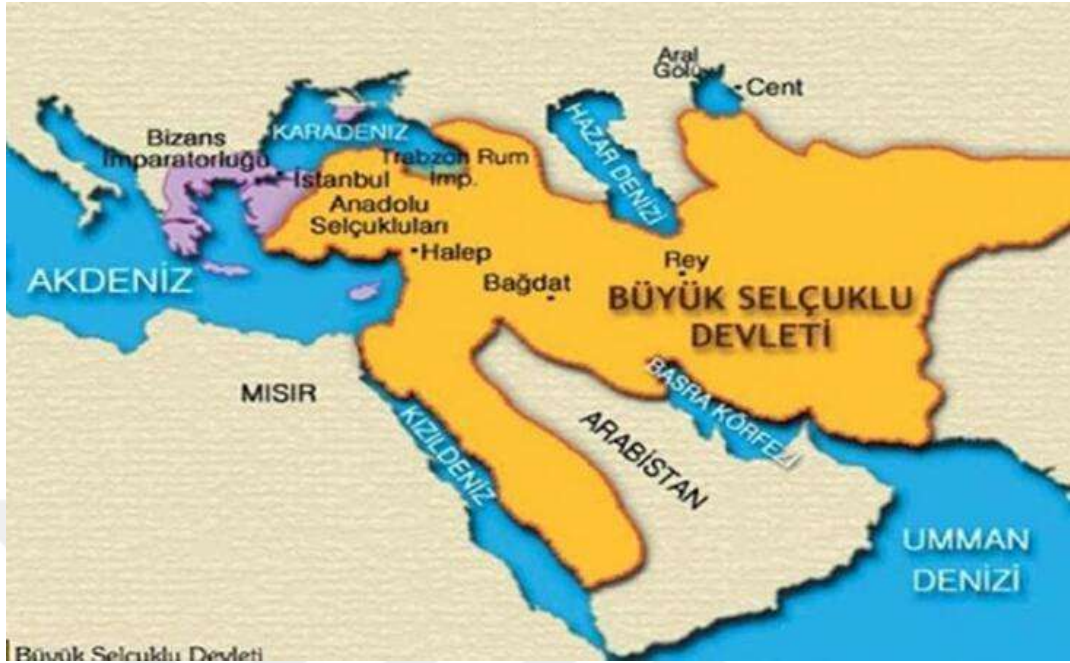 Aral
Gölü
Cent
HAZAR DENİZİ
KARADENİZ
Bizans
İmparatorluğu
İstanbul
Trabzon Rum
Imp.
Anadolu
Selçukluları
Halep
Rey
Bağdat
AKDENİZ
BÜYÜK SELÇUKLU
DEVLETİ
MISIR
BASRA KÖRFEZİ
KIZILDENİZ
ARABİSTAN
UMMAN
DENİZİ
Büyük Selçuklu Devleti